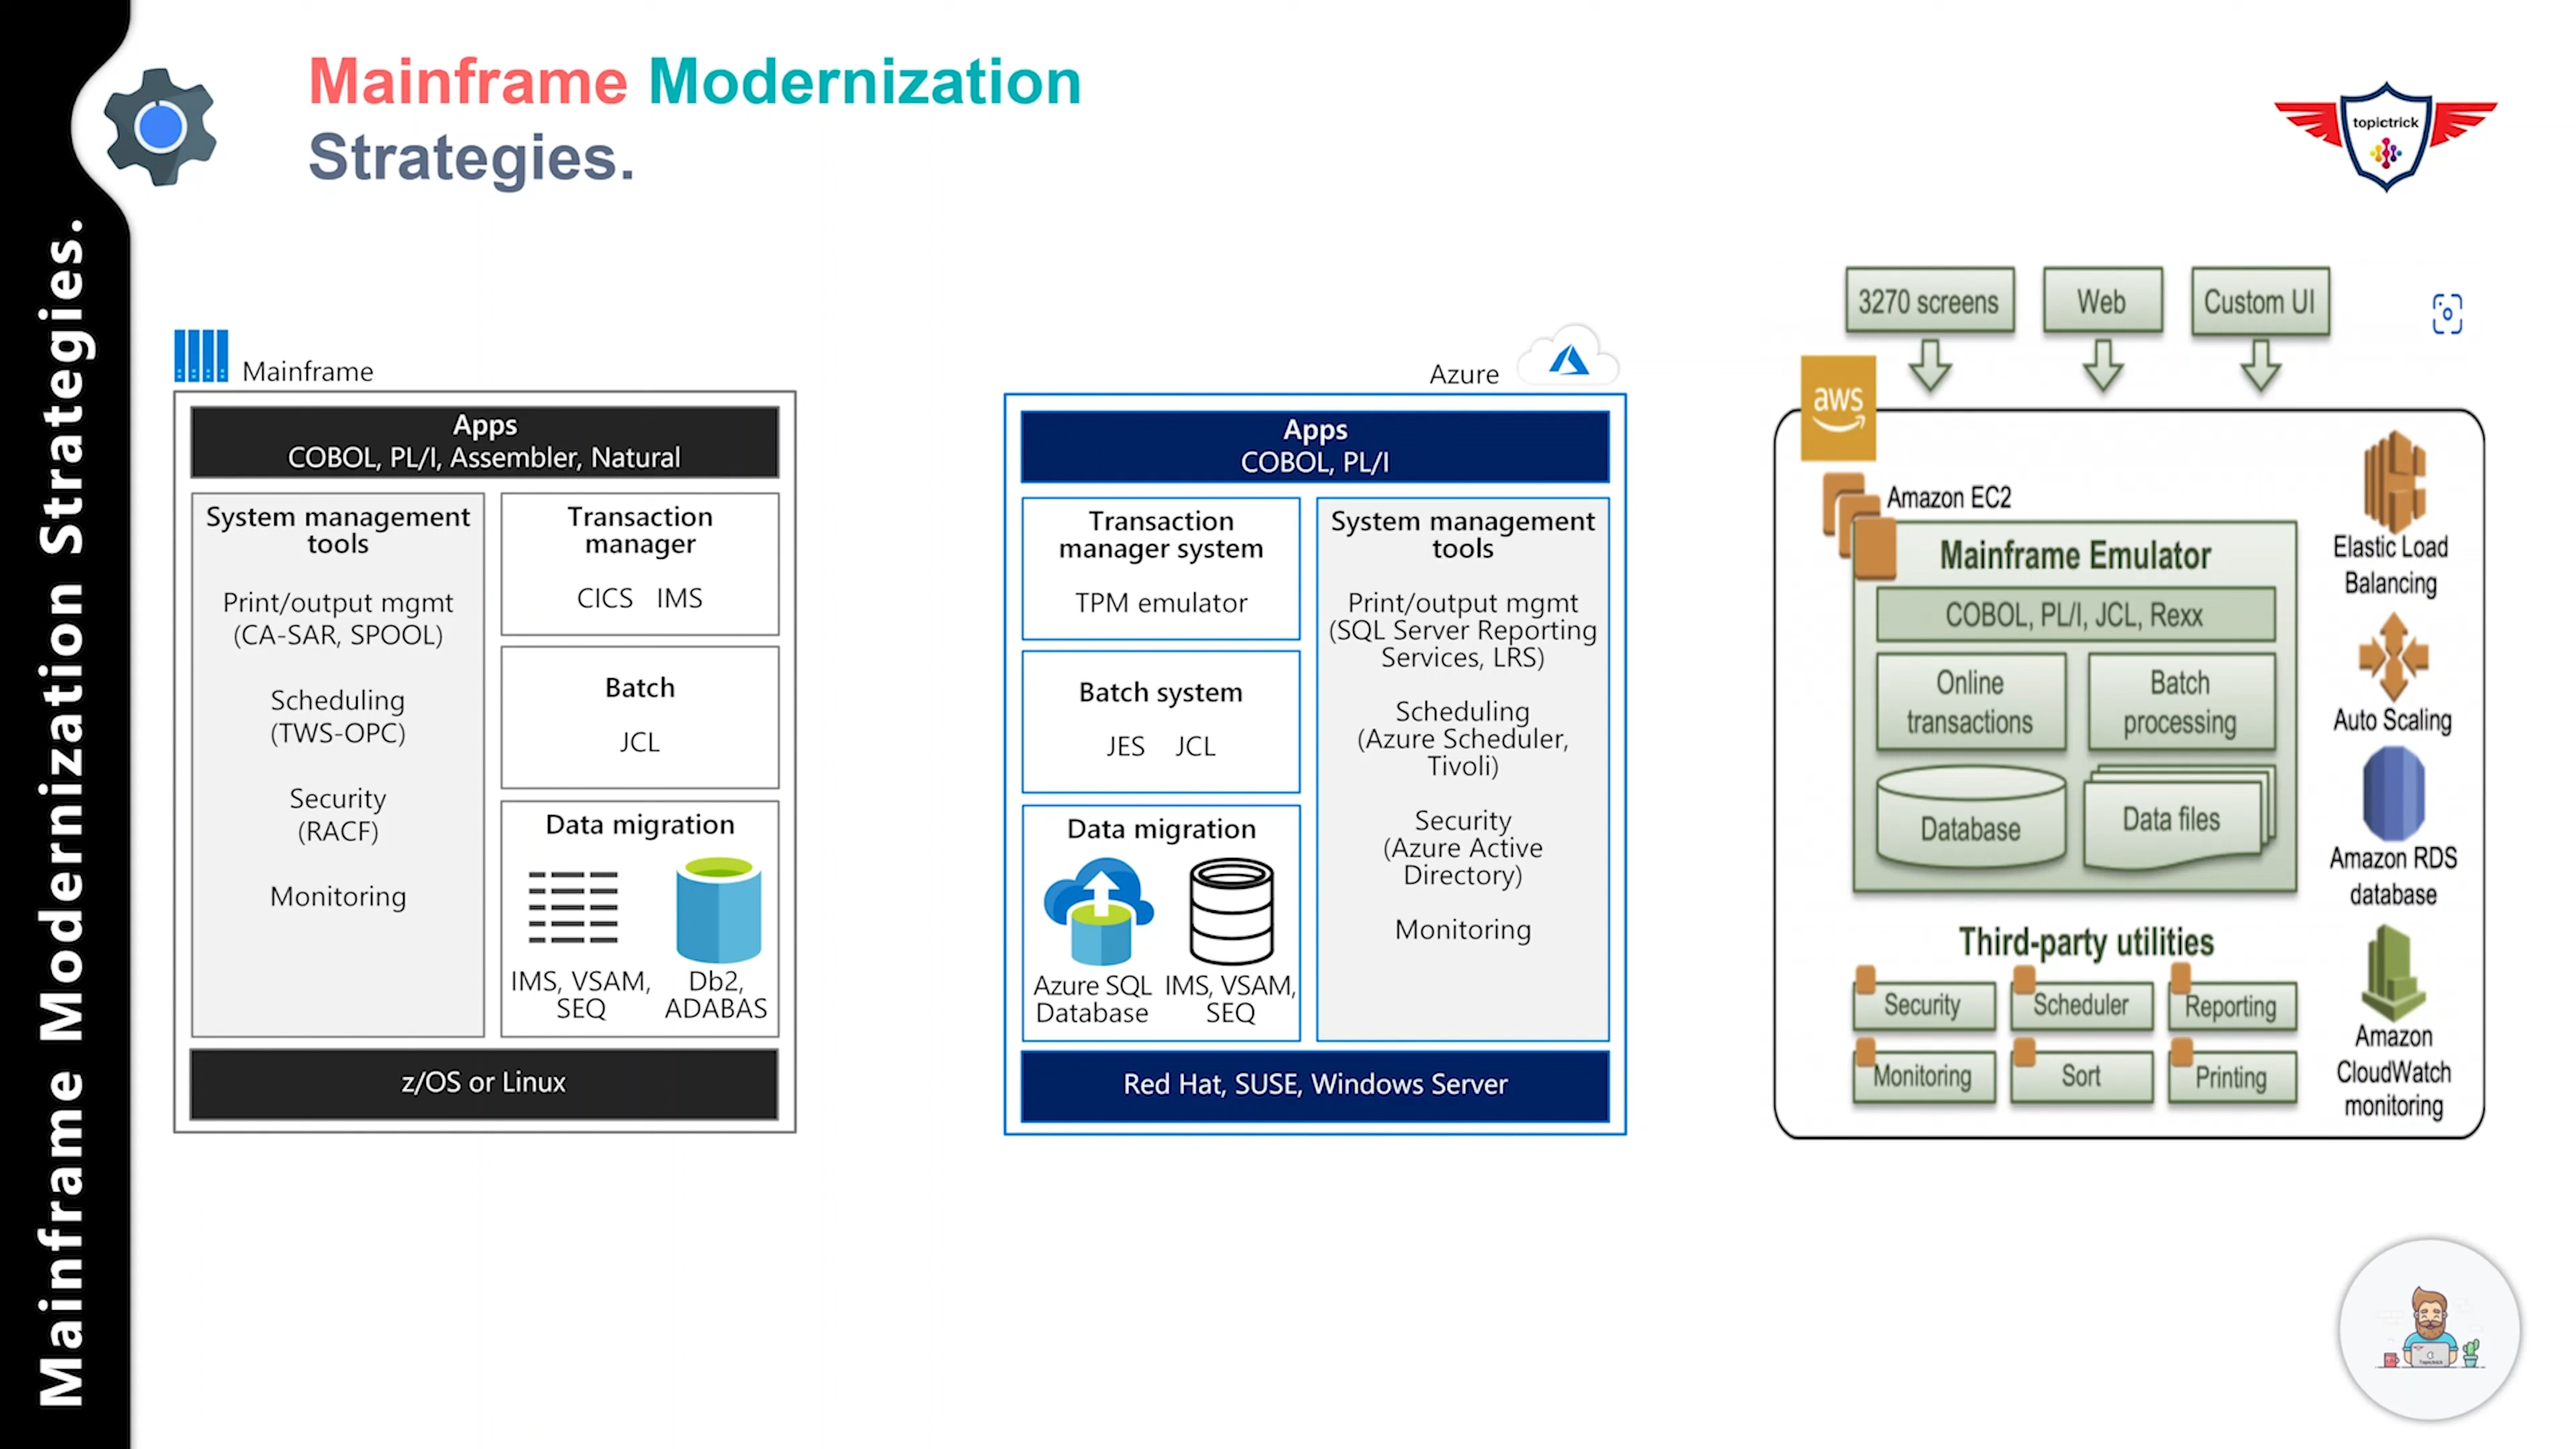 Mainframe Modernization Strategies.
Mainframe Modernization
Strategies.
topictrick
Mainframe
Apps
COBOL, PL/I, Assembler, Natural
System management
tools
Print/output mgmt
(CA-SAR, SPOOL)
Scheduling
(TWS-OPC)
Security
(RACF)
Monitoring
Transaction
manager
CICS IMS
Batch
JCL
Data migration
IMS, VSAM,
SEQ
Db2,
ADABAS
z/OS or Linux
Azure
Apps
COBOL, PL/I
Transaction
manager system
TPM emulator
Batch system
JES JCL
Data migration
Azure SQL
Database
IMS, VSAM,
SEQ
System management
tools
Print/output mgmt
(SQL Server Reporting
Services, LRS)
Scheduling
(Azure Scheduler,
Tivoli)
Security
(Azure Active
Directory)
Monitoring
Red Hat, SUSE, Windows Server
3270 screens
Web
Custom UI
aws
Amazon EC2
Mainframe Emulator
COBOL, PL/I, JCL, Rexx
Online
transactions
Batch
processing
Database
Data files
Third-party utilities
Security
Scheduler
Reporting
Monitoring
Sort
Printing
Elastic Load
Balancing
Auto Scaling
Amazon RDS
database
Amazon
CloudWatch
monitoring